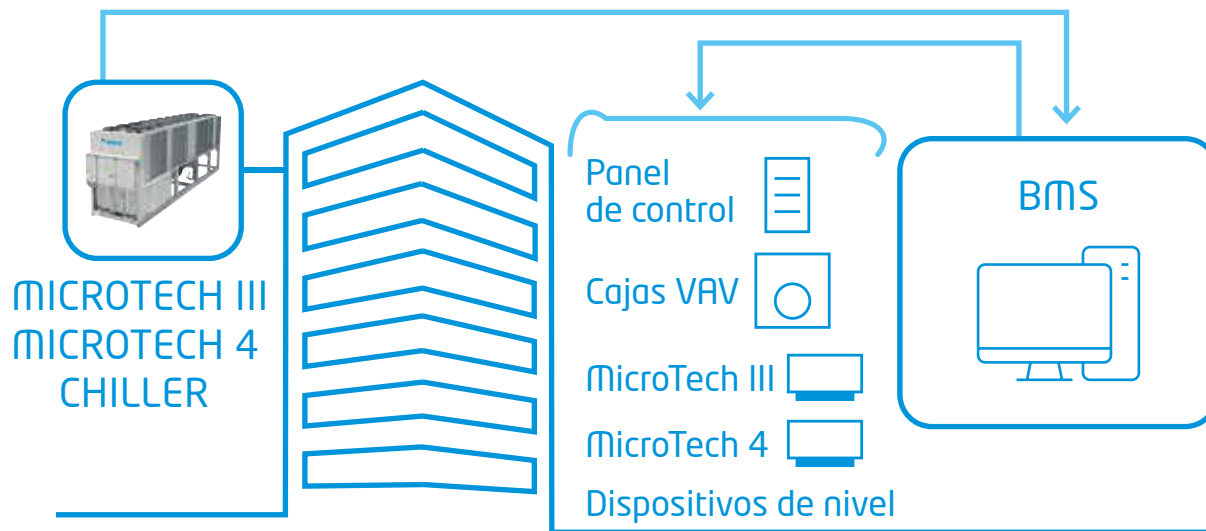 MICROTECH III
MICROTECH 4
CHILLER
Panel
de control
Cajas VAV
MicroTech III
MicroTech 4
Dispositivos de nivel
BMS